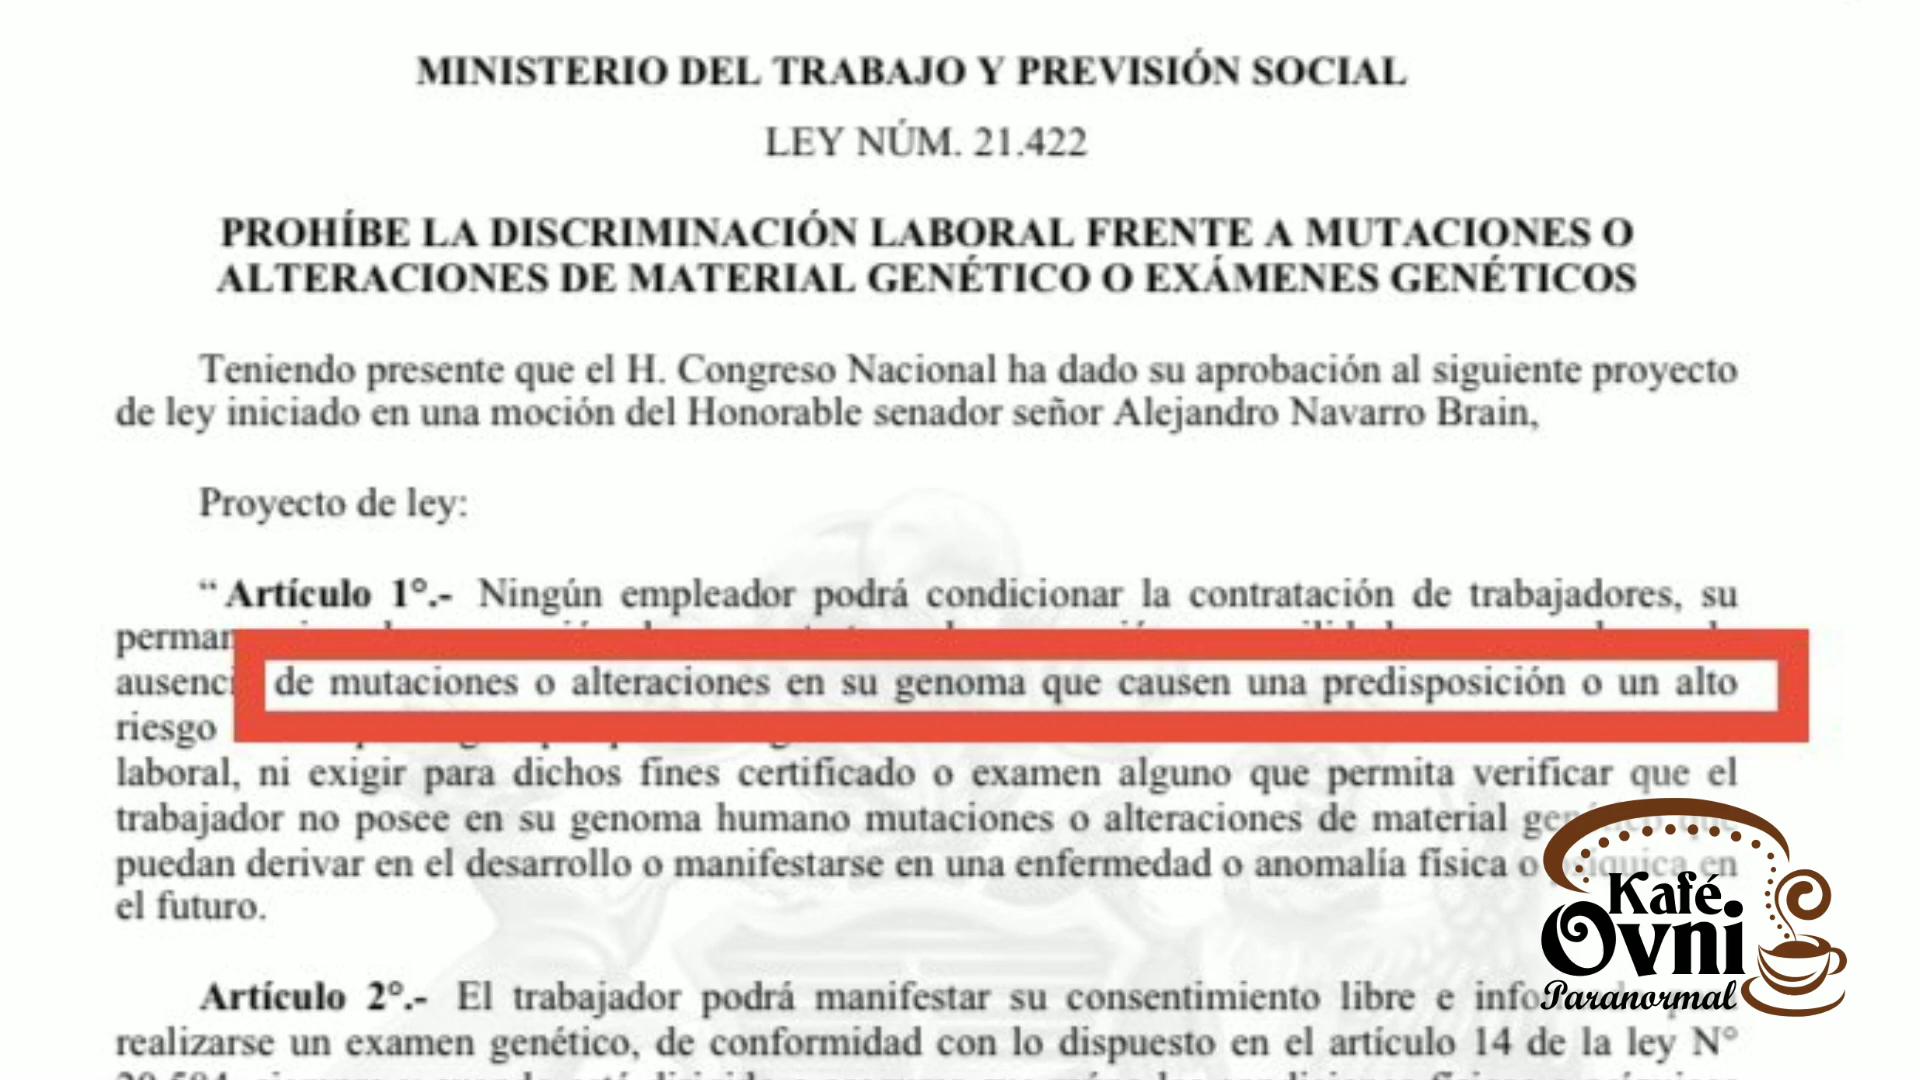 MINISTERIO DEL TRABAJO Y PREVISIÓN SOCIAL
LEY NÚM. 21.422
PROHÍBE LA DISCRIMINACIÓN LABORAL FRENTE A MUTACIONES O
ALTERACIONES DE MATERIAL GENÉTICO O EXÁMENES GENÉTICOS
Teniendo presente que el H. Congreso Nacional ha dado su aprobación al siguiente proyecto
de ley iniciado en una moción del Honorable senador señor Alejandro Navarro Brain,
Proyecto de ley:
“ Artículo 1°.- Ningún empleador podrá condicionar la contratación de trabajadores, su
de mutaciones o alteraciones en su genoma que causen una predisposición o un alto
riesgo
laboral, ni exigir para dichos fines certificado o examen alguno que permita verificar que el
trabajador no posee en su genoma humano mutaciones o alteraciones de material genético que
puedan derivar en el desarrollo o manifestarse en una enfermedad o anomalía física o psíquica en
el futuro.
Artículo 2°.- El trabajador podrá manifestar su consentimiento libre e
realizarse un examen genético, de conformidad con lo dispuesto en el artículo 14 de la ley N°
Kafé
Ovni
Paranormal